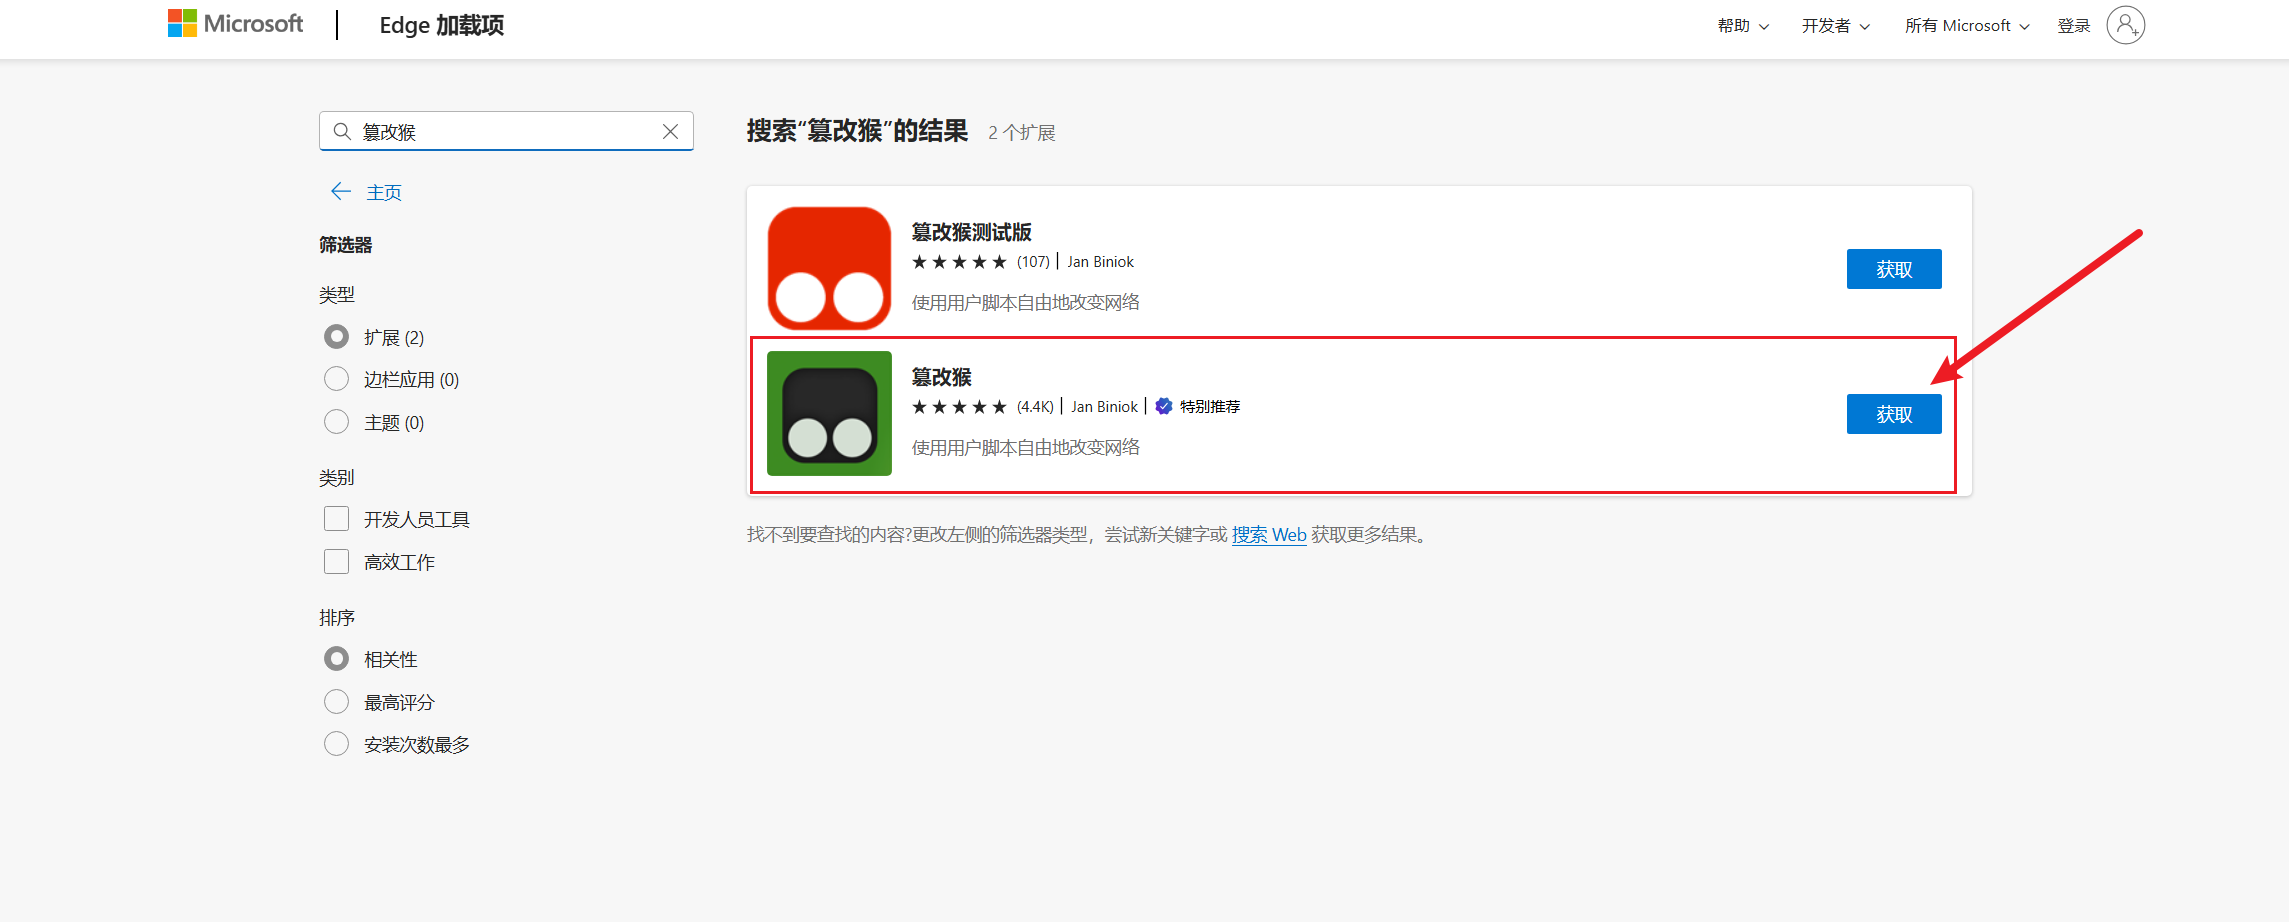 Microsoft
Edge 加载项
帮助
开发者
所有 Microsoft
登录
篡改猴
主页
筛选器
类型
扩展 (2)
边栏应用 (0)
主题 (0)
类别
开发人员工具
高效工作
排序
相关性
最高评分
安装次数最多
搜索“篡改猴”的结果 2 个扩展
篡改猴测试版
(107) | Jan Biniok
使用用户脚本自由地改变网络
获取
篡改猴
(4.4K) | Jan Biniok | 特别推荐
使用用户脚本自由地改变网络
获取
找不到要查找的内容?更改左侧的筛选器类型，尝试新关键字或 搜索 Web 获取更多结果。